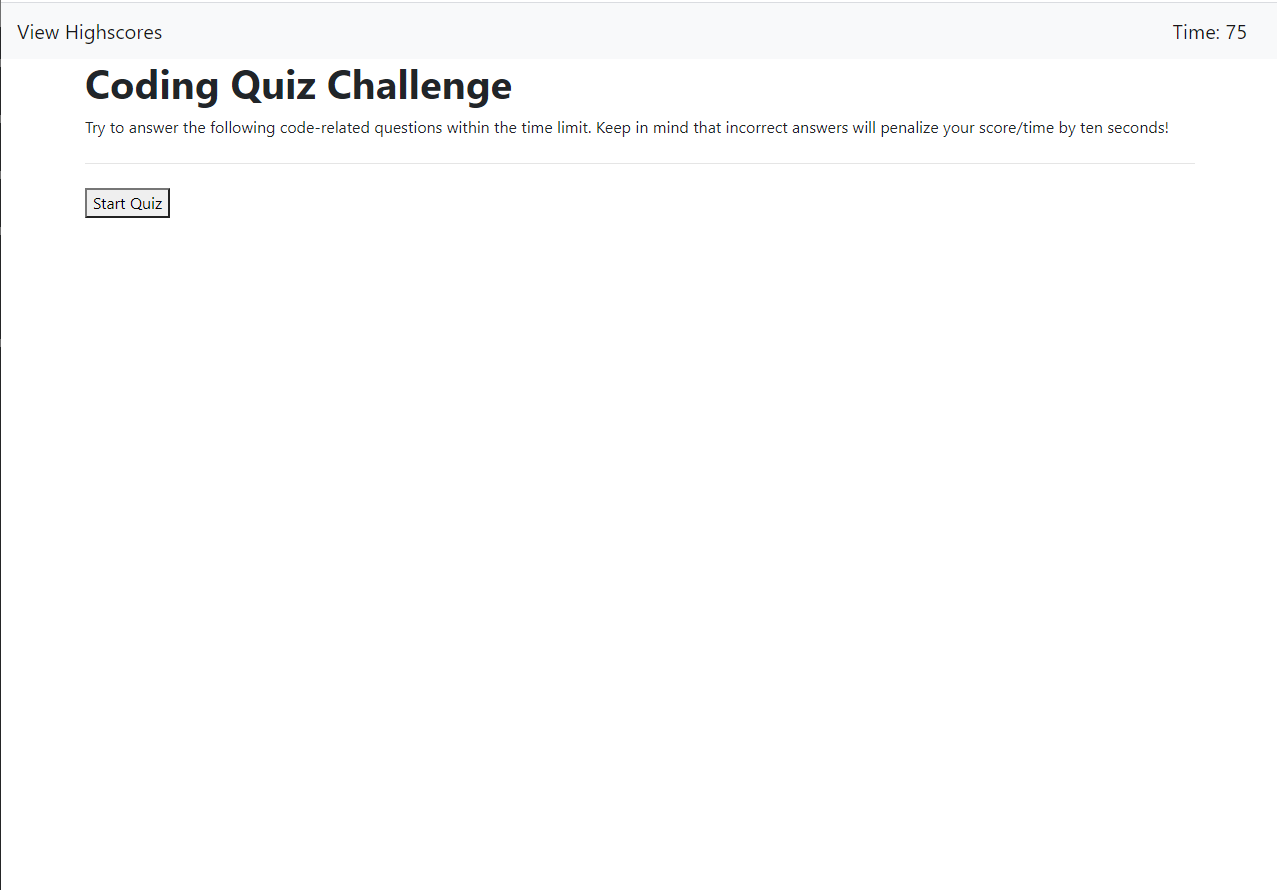 View Highscores
Time: 75
Coding Quiz Challenge
Try to answer the following code-related questions within the time limit. Keep in mind that incorrect answers will penalize your score/time by ten seconds!
Start Quiz